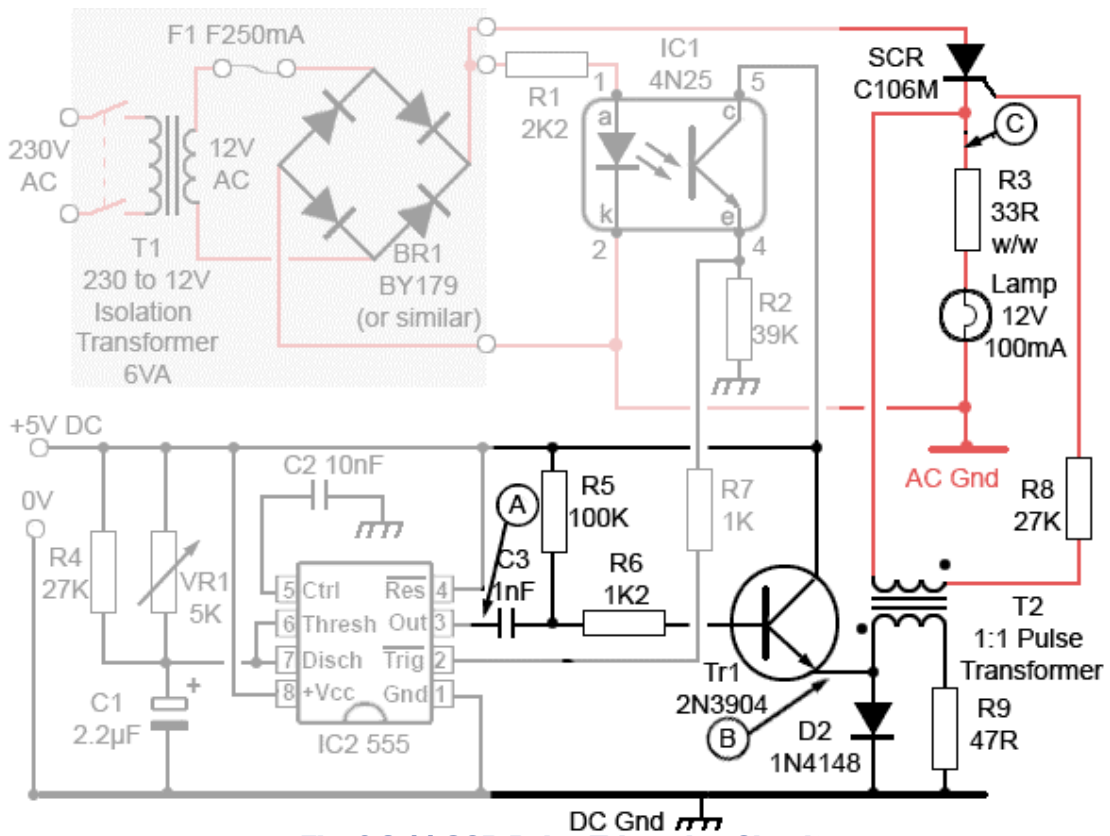 F1 F250mA
230V
AC
12V
AC
T1
230 to 12V
Isolation
Transformer
6VA
BR1
BY179
(or similar)
R1
2K2
IC1
4N25
1
5
a
c
k
e
2
4
R2
39K
SCR
C106M
C
R3
33R
w/w
Lamp
12V
100mA
AC Gnd
R8
27K
+5V DC
0V
R4
27K
VR1
5K
C1
2.2µF
+
C2 10nF
5 Ctrl
Res 4
6 Thresh
Out 3
7 Disch
Trig 2
8 +Vcc
Gnd 1
IC2 555
A
R5
100K
C3
1nF
R6
1K2
R7
1K
Tr1
2N3904
B
D2
1N4148
T2
1:1 Pulse
Transformer
R9
47R
DC Gnd